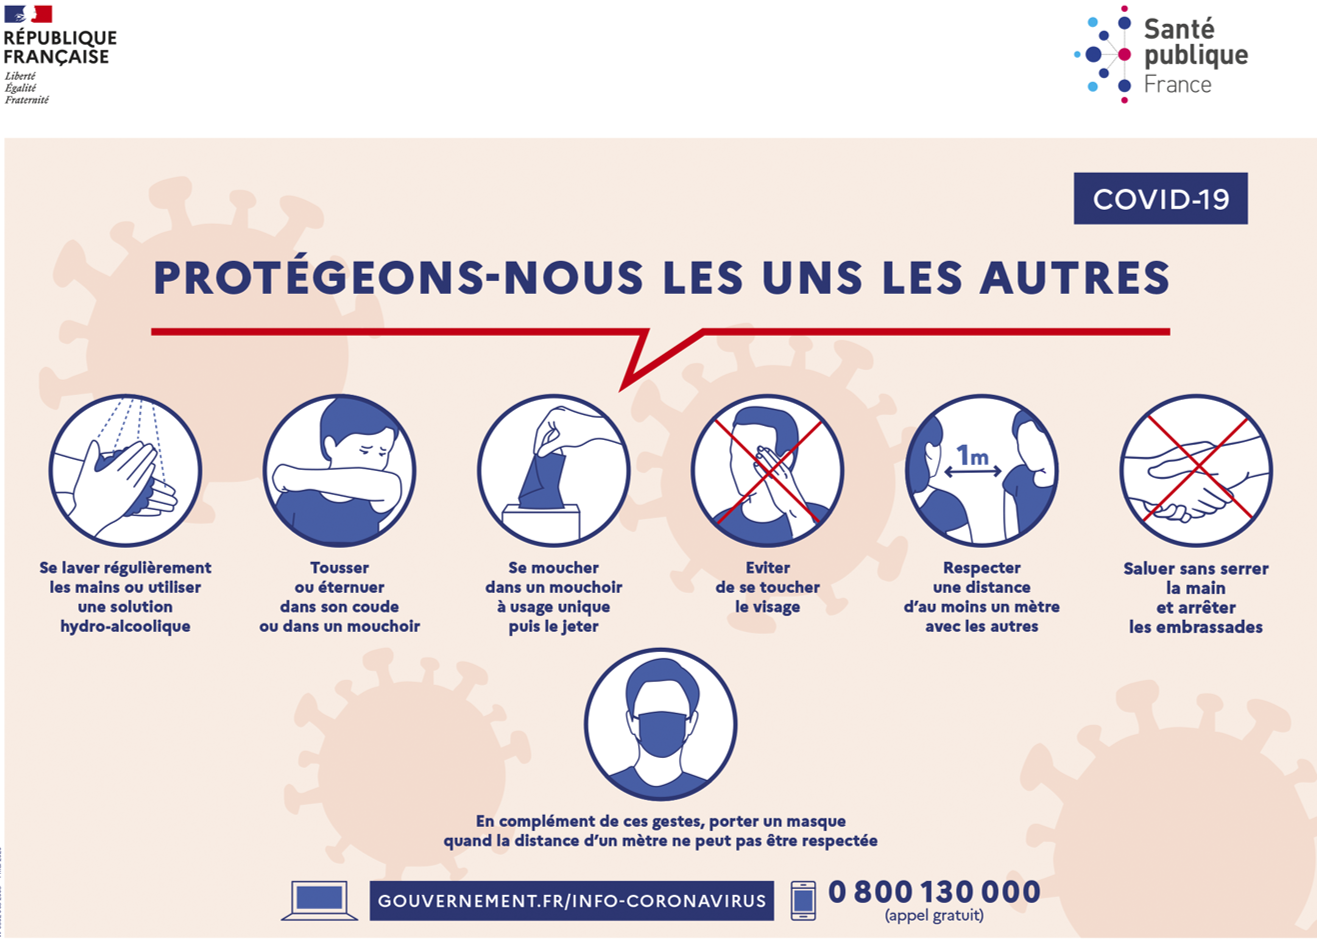 RÉPUBLIQUE
FRANÇAISE
Liberté
Égalité
Fraternité
Santé
publique
France
COVID-19
PROTÉGEONS-NOUS LES UNS LES AUTRES
1m
Se laver régulièrement
les mains ou utiliser
une solution
hydro-alcoolique
Tousser
ou éternuer
dans son coude
ou dans un mouchoir
Se moucher
dans un mouchoir
à usage unique
puis le jeter
Eviter
de se toucher
le visage
Respecter
une distance
d’au moins un mètre
avec les autres
Saluer sans serrer
la main
et arrêter
les embrassades
En complément de ces gestes, porter un masque
quand la distance d’un mètre ne peut pas être respectée
GOUVERNEMENT.FR/INFO-CORONAVIRUS
0 800 130 000
(appel gratuit)